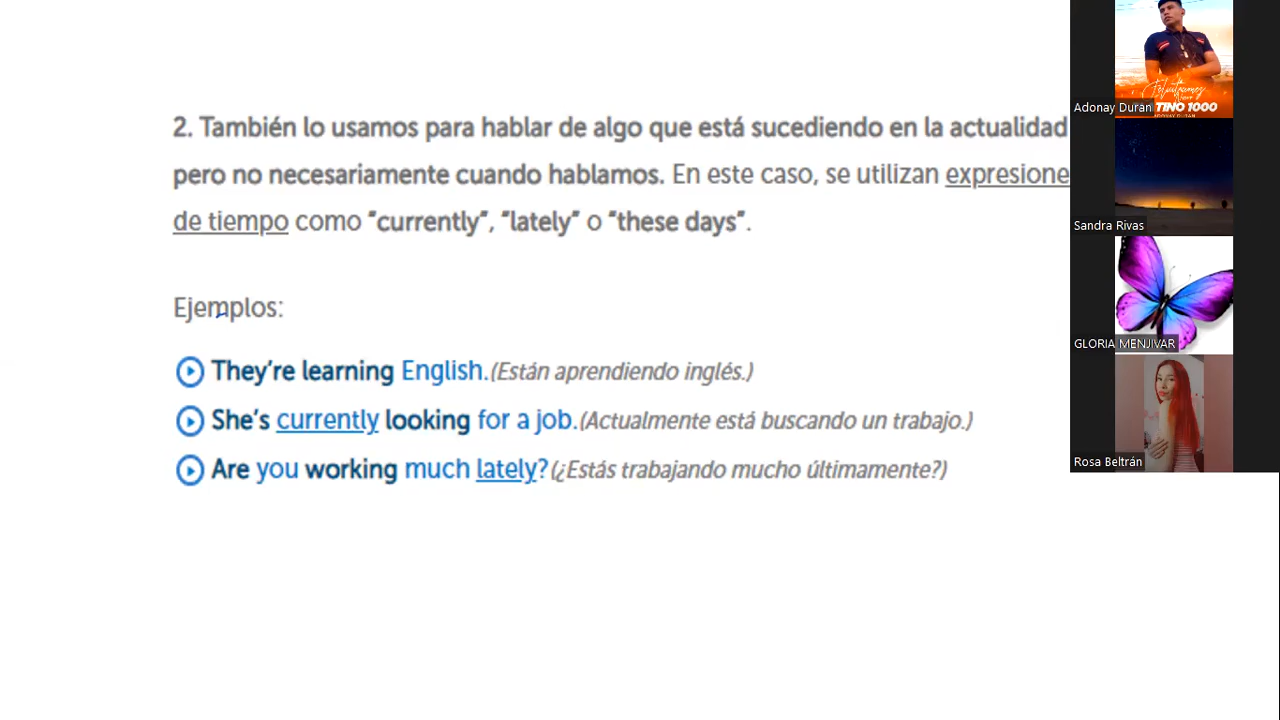 2. También lo usamos para hablar de algo que está sucediendo en la actualidad
pero no necesariamente cuando hablamos. En este caso, se utilizan expresione
de tiempo como "currently", "lately" o "these days".
Ejemplos:
They're learning English. (Están aprendiendo inglés.)
She's currently looking for a job. (Actualmente está buscando un trabajo.)
Are you working much lately? (¿Estás trabajando mucho últimamente?)
Adonay Duran
TINO 1000
Sandra Rivas
GLORIA MENJIVAR
Rosa Beltrán